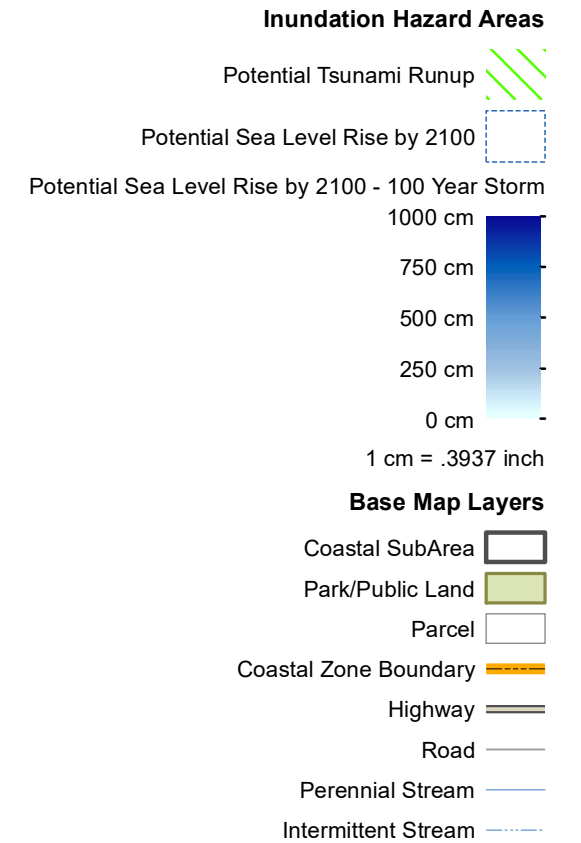 Inundation Hazard Areas
Potential Tsunami Runup
Potential Sea Level Rise by 2100
Potential Sea Level Rise by 2100 - 100 Year Storm
1000 cm
750 cm
500 cm
250 cm
0 cm
1 cm = .3937 inch
Base Map Layers
Coastal SubArea
Park/Public Land
Parcel
Coastal Zone Boundary
Highway
Road
Perennial Stream
Intermittent Stream